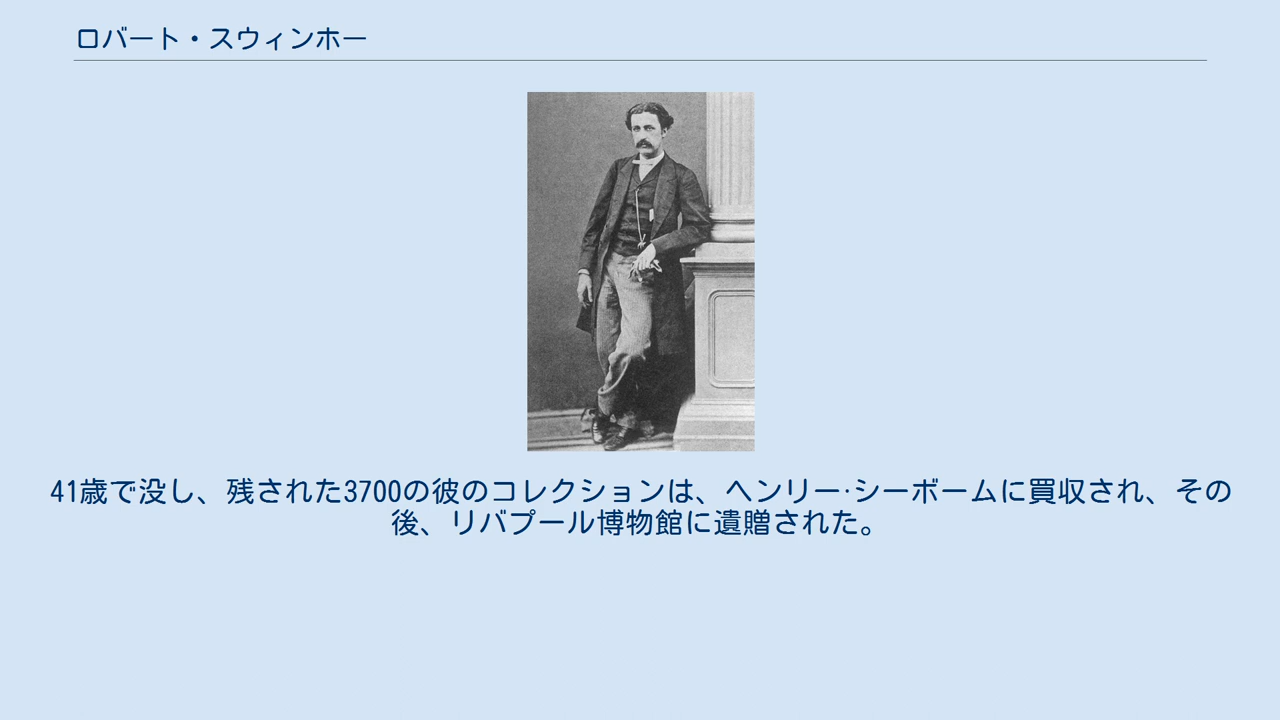 ロバート・スウィンホー
41歳で没し、残された3700の彼のコレクションは、ヘンリー·シーボームに買収され、その
後、リバプール博物館に遺贈された。